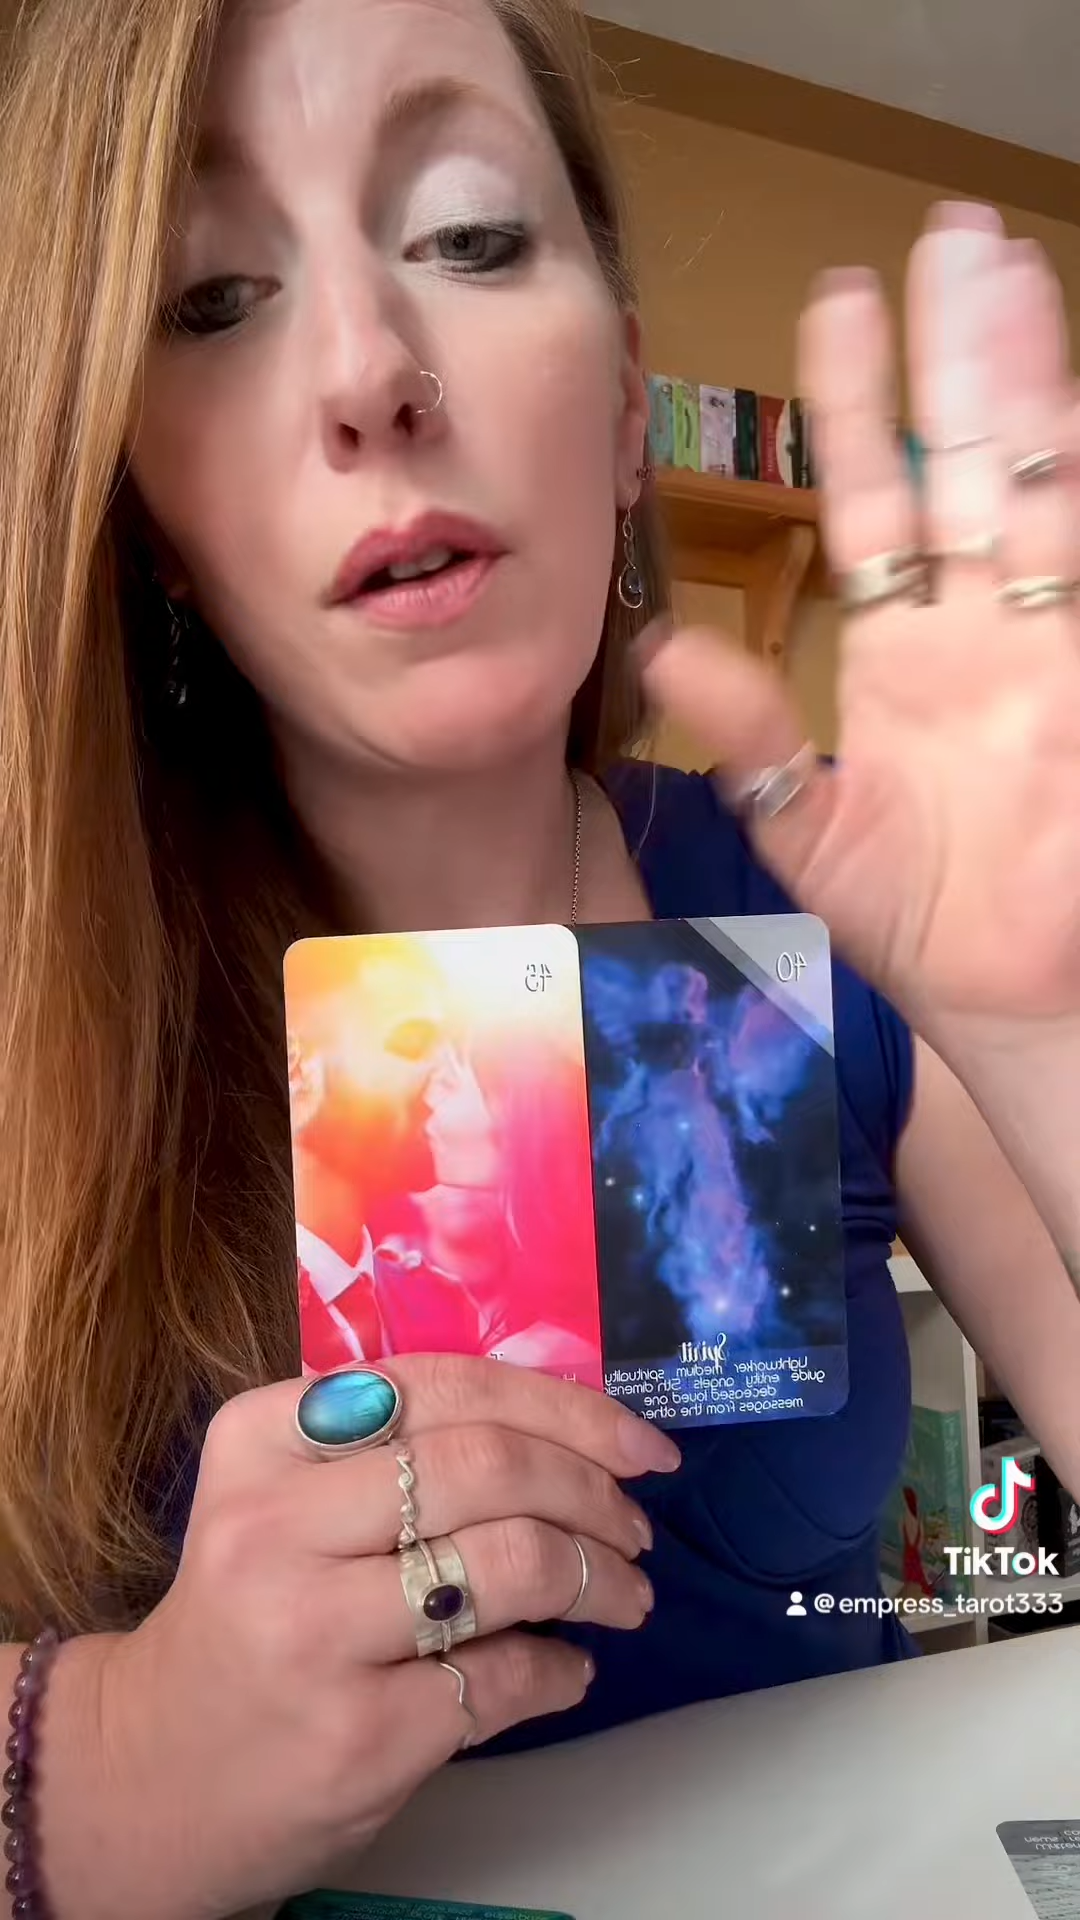 45
40
Spirit
Lightworker medium spirituality
guide entity angels 5th dimensi
deceased loved one
messages from the other
TikTok
@empress_tarot333